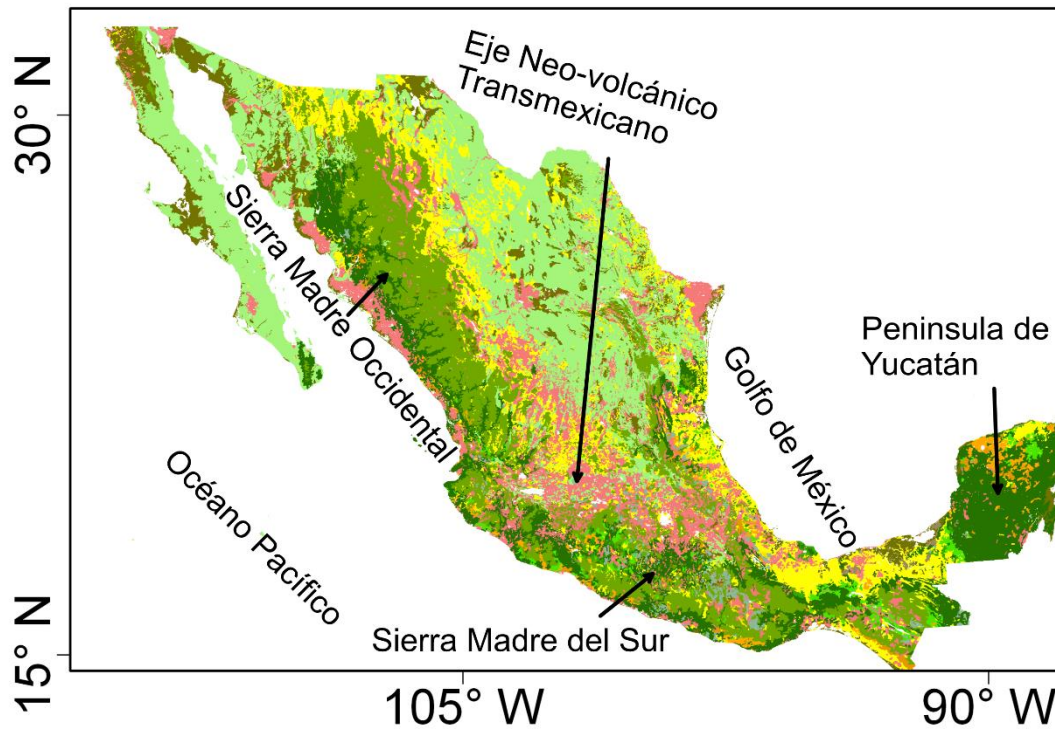 Eje Neo-volcánico
Transmexicano
30° N
Sierra Madre Occidental
Peninsula de
Yucatán
Golfo de México
Océano Pacífico
Sierra Madre del Sur
15° N
105° W
90° W